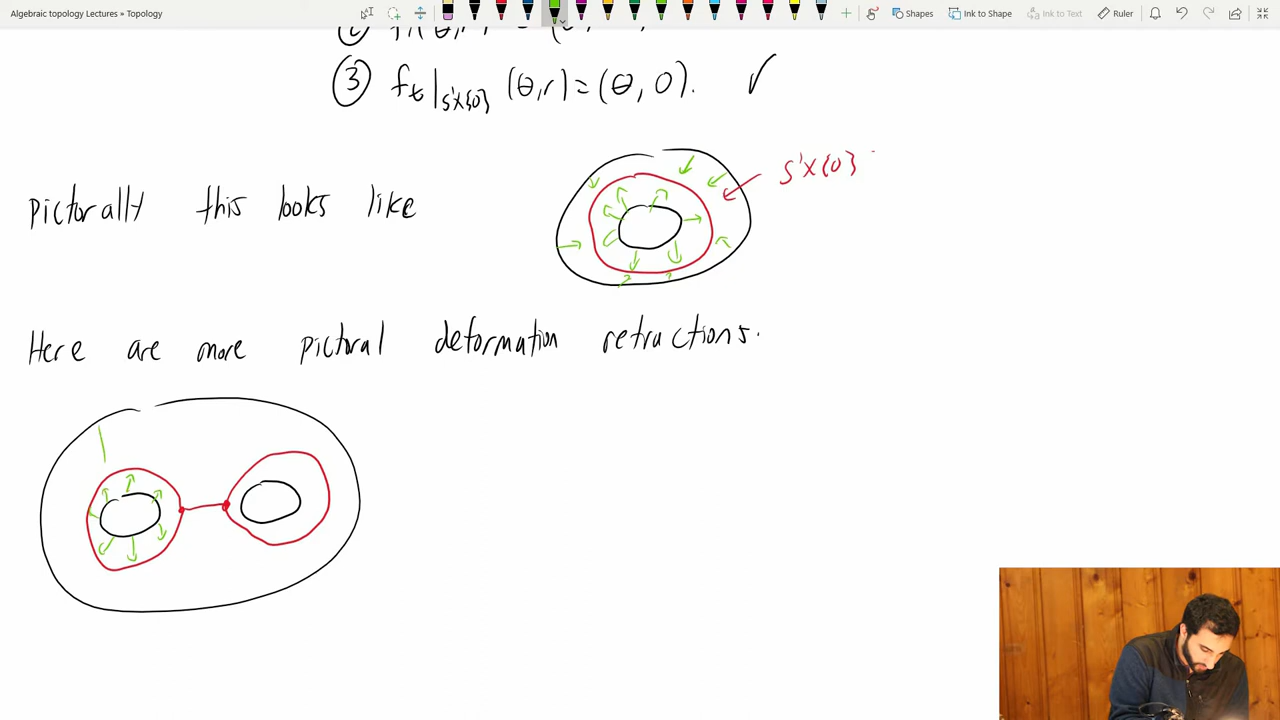 Algebraic topology Lectures » Topology
Shapes Ink to Shape Ink to Text Ruler
③ fₜ|s¹×{0} (θ,r) = (θ, 0). ✓
s¹×{0}
pictorally this looks like
Here are more pictoral deformation retractions.